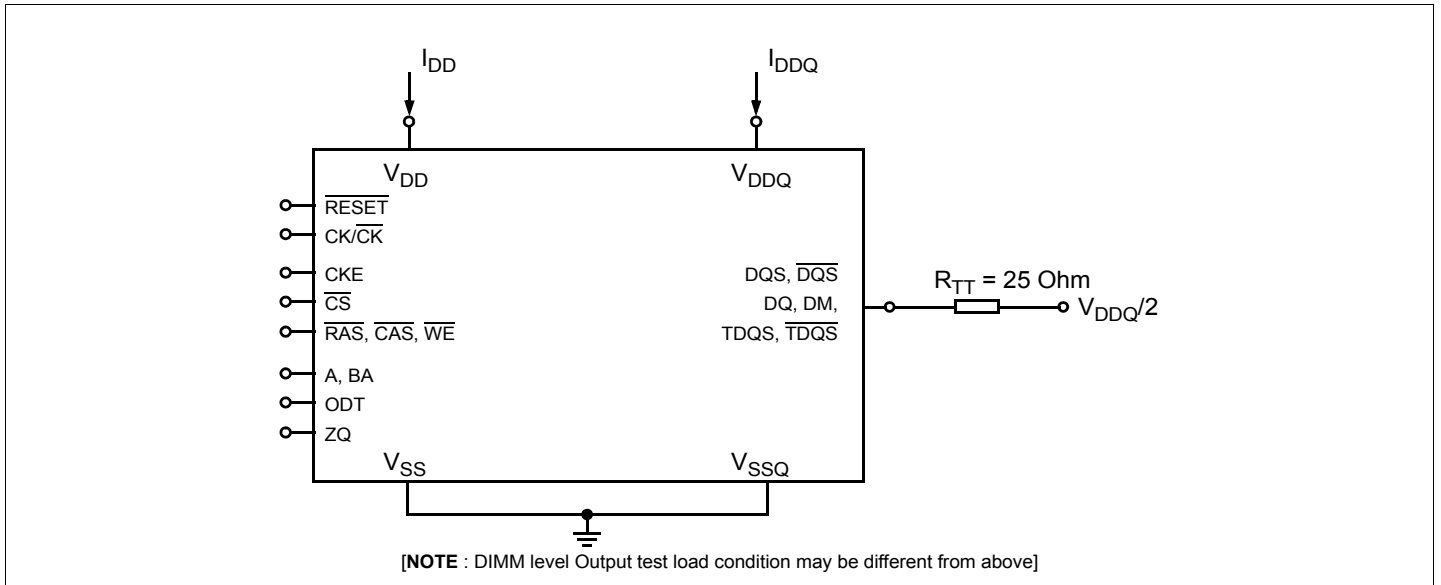 IDD
IDDQ
VDD
VDDQ
RESET
CK/CK
CKE
CS
RAS, CAS, WE
A, BA
ODT
ZQ
DQS, DQS
DQ, DM,
TDQS, TDQS
RTT = 25 Ohm
VDDQ/2
VSS
VSSQ
[NOTE : DIMM level Output test load condition may be different from above]